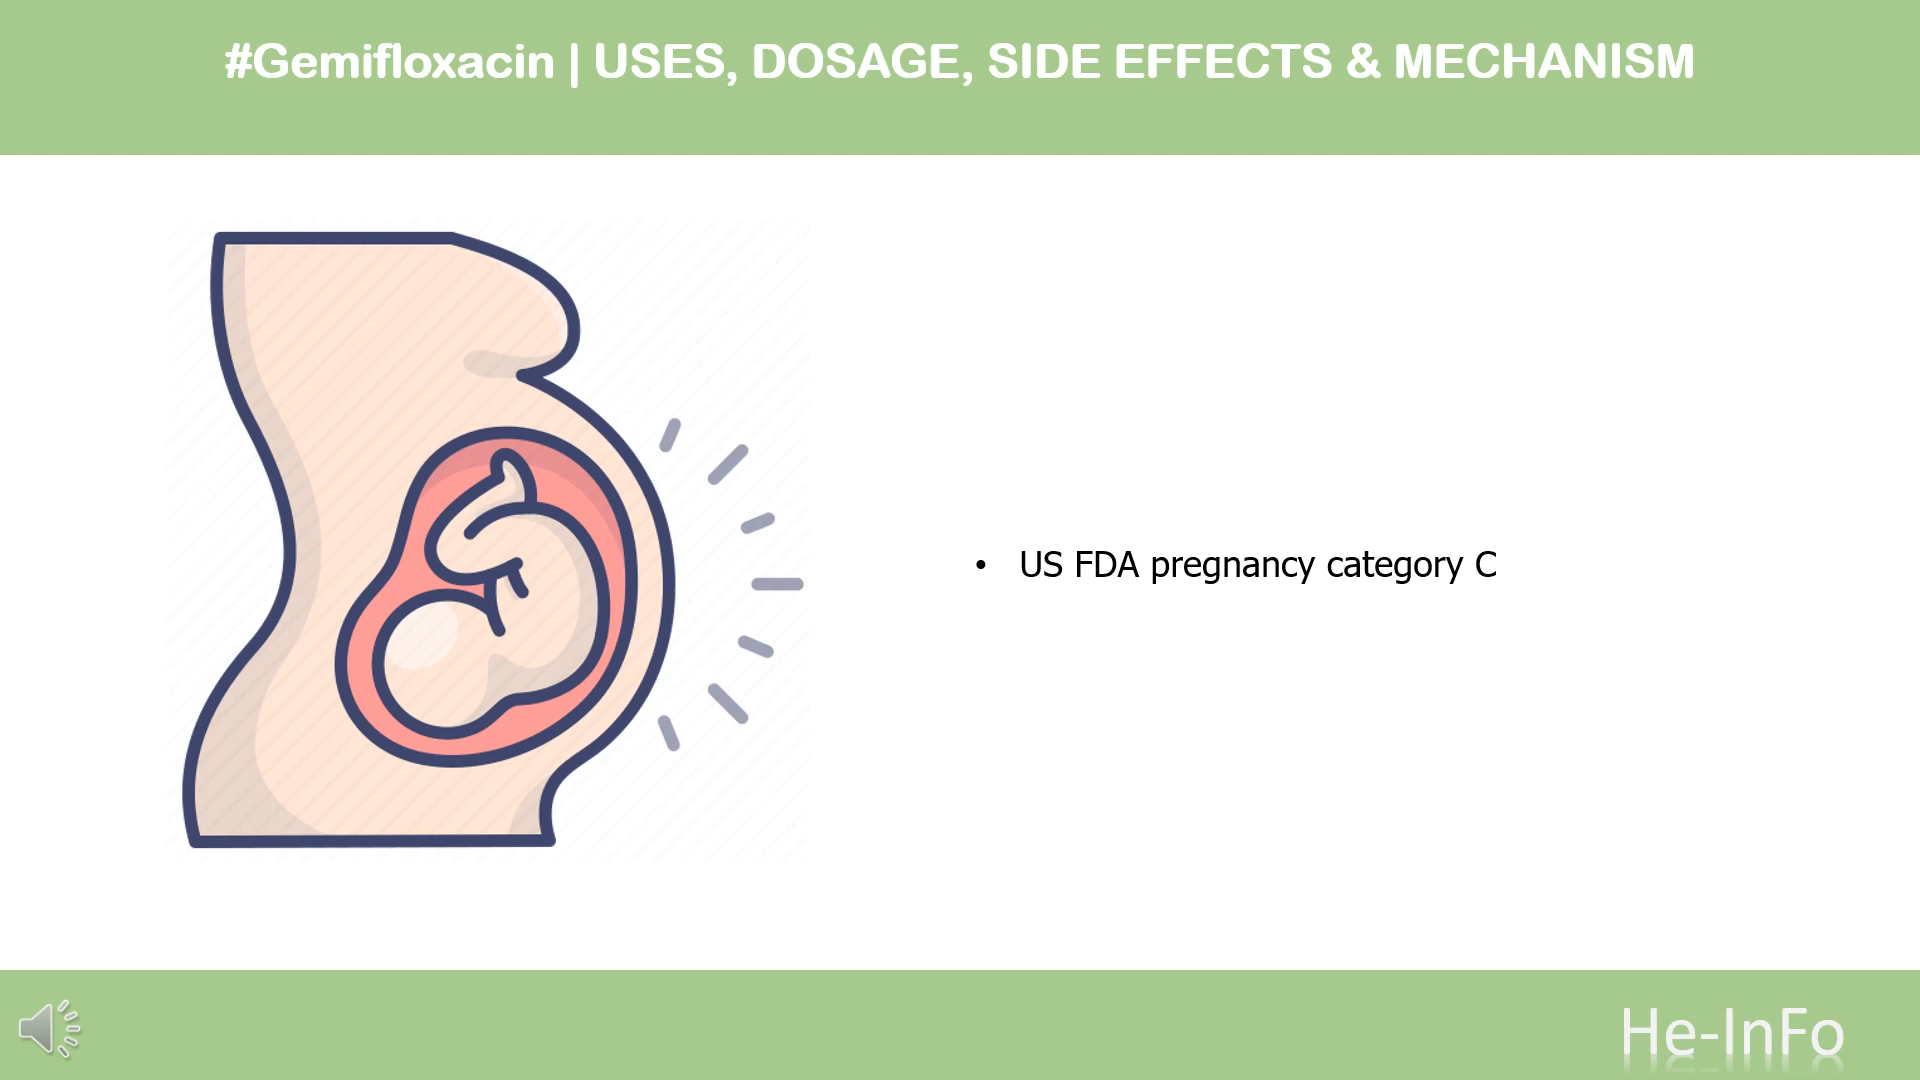 #Gemifloxacin | USES, DOSAGE, SIDE EFFECTS & MECHANISM
• US FDA pregnancy category C
He-InFo